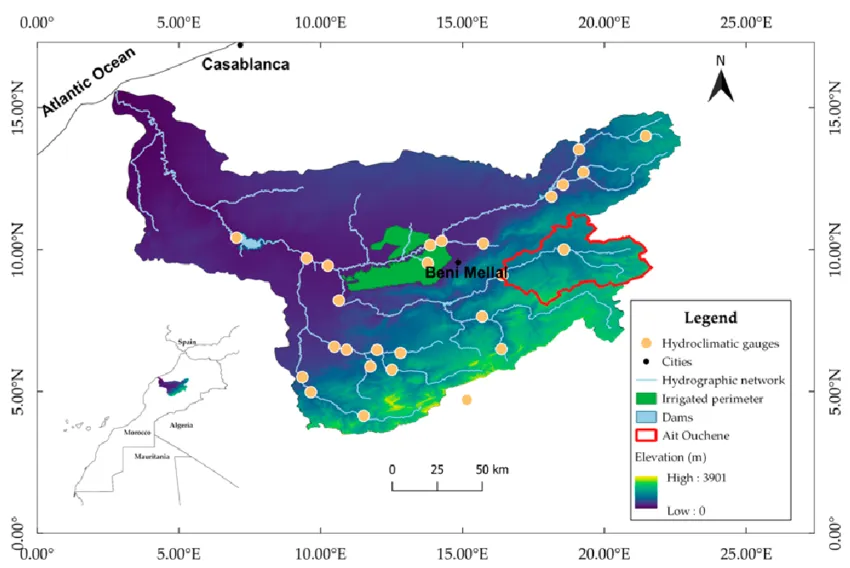 0.00° 5.00°E 10.00°E 15.00°E 20.00°E 25.00°E
Atlantic Ocean
Casablanca
N
15.00°N 15.00°N
10.00°N 10.00°N
Beni Mellal
Legend
Hydroclimatic gauges
Cities
Hydrographic network
Irrigated perimeter
Dams
Ait Ouchene
Elevation (m)
High : 3901
Low : 0
Spain
Morocco
Algeria
Mauritania
5.00°N 5.00°N
0 25 50 km
0.00° 0.00°
0.00° 5.00°E 10.00°E 15.00°E 20.00°E 25.00°E